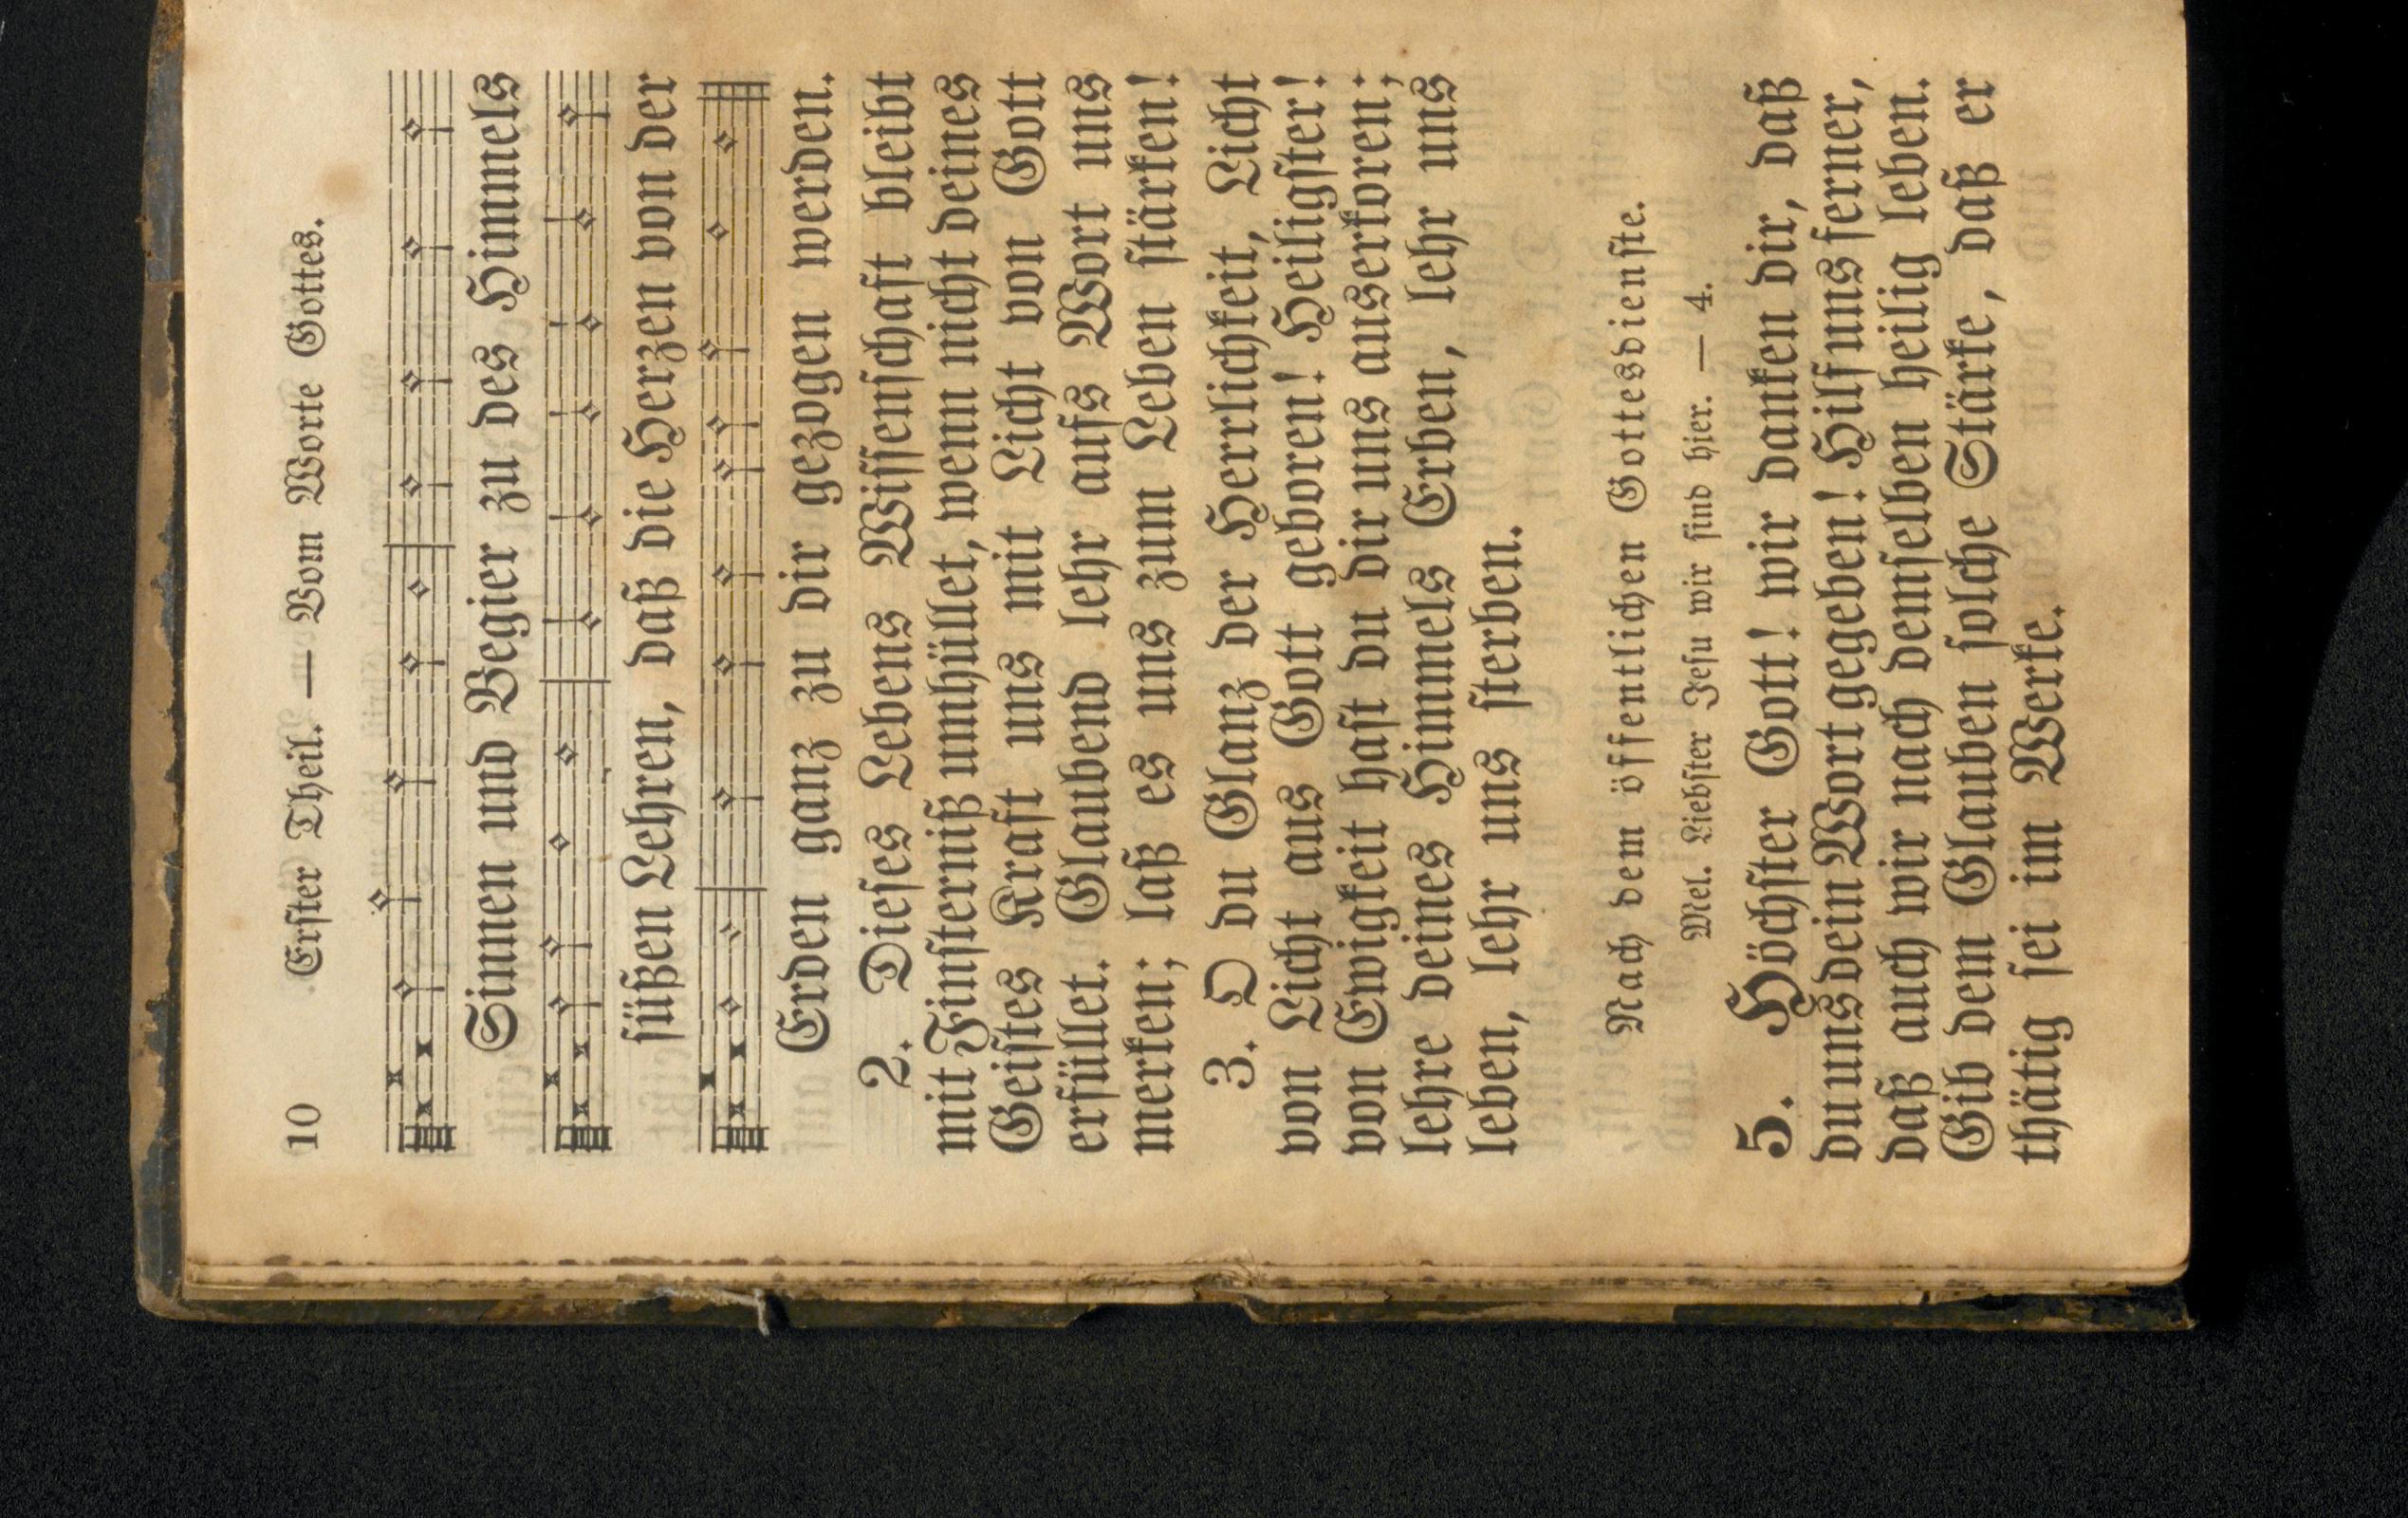 10 Erster Theil. — Vom Worte Gottes.
Sinnen und Begier zu des Himmels
süßen Lehren, daß die Herzen von der
Erden ganz zu dir gezogen werden.
2. Dieses Lebens Wissenschaft bleibt
mit Finsterniß umhüllet, wenn nicht deines
Geistes Kraft uns mit Licht von Gott
erfüllet. Glaubend lehr aufs Wort uns
merken; laß es uns zum Leben stärken!
3. O du Glanz der Herrlichkeit, Licht
von Licht aus Gott geboren! Heiligster!
von Ewigkeit hast du dir uns auserkoren;
lehre deines Himmels Erben, lehr uns
leben, lehr uns sterben.
Nach dem öffentlichen Gottesdienste.
Mel. Liebster Jesu wir sind hier. — 4.
5. Höchster Gott! wir danken dir, daß
du uns dein Wort gegeben! Hilf uns ferner,
daß auch wir nach demselben heilig leben.
Gib dem Glauben solche Stärke, daß er
thätig sei im Werke.